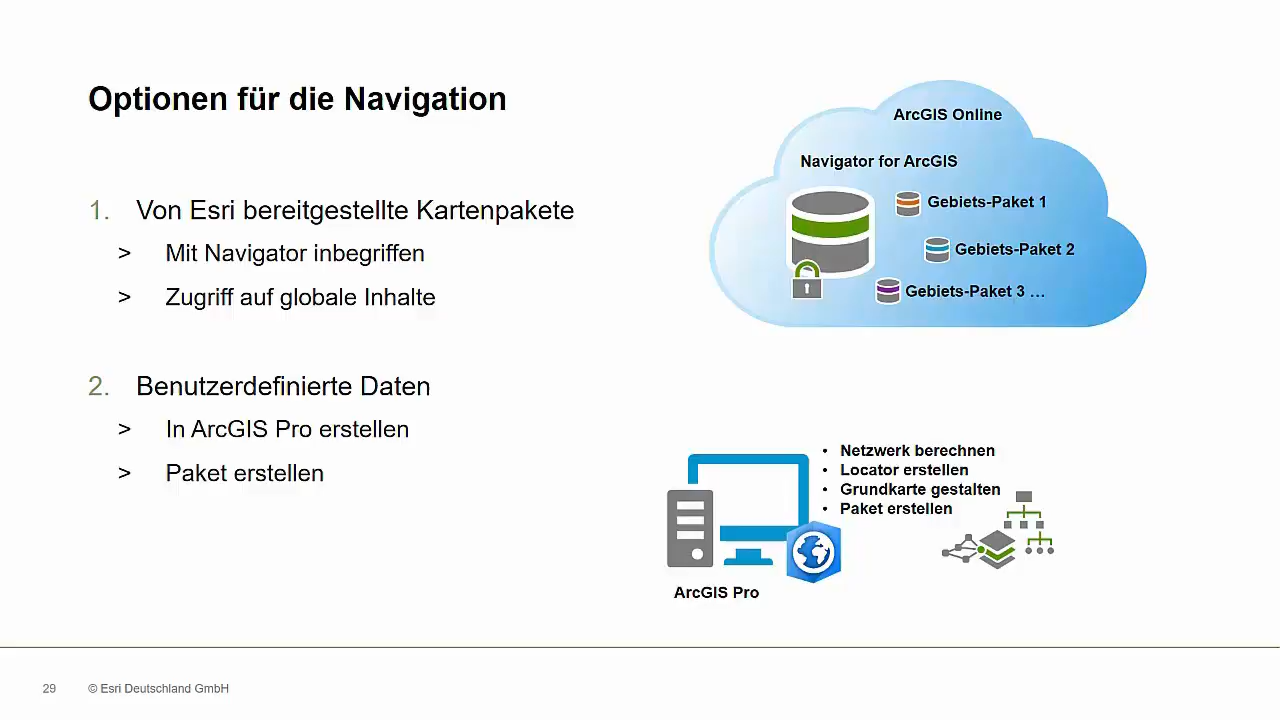 Optionen für die Navigation
1. Von Esri bereitgestellte Kartenpakete
> Mit Navigator inbegriffen
> Zugriff auf globale Inhalte
2. Benutzerdefinierte Daten
> In ArcGIS Pro erstellen
> Paket erstellen
ArcGIS Online
Navigator for ArcGIS
Gebiets-Paket 1
Gebiets-Paket 2
Gebiets-Paket 3 ...
• Netzwerk berechnen
• Locator erstellen
• Grundkarte gestalten
• Paket erstellen
ArcGIS Pro
29 © Esri Deutschland GmbH